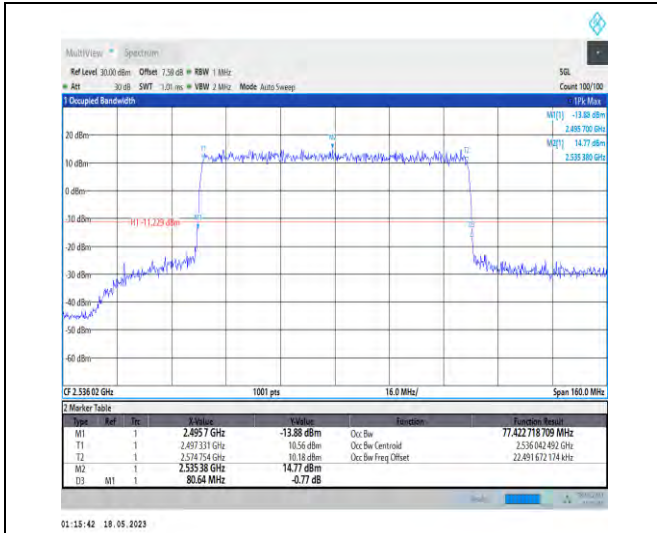 MultiView Spectrum
Ref Level 30.00 dBm Offset 7.59 dB RBW 1 MHz SGL
Att 30 dB SWT 1.01 ms VBW 2 MHz Mode Auto Sweep Count 100/100
1 Occupied Bandwidth 1Pk Max
M1[1] -13.88 dBm
2.495 700 GHz
M2[1] 14.77 dBm
2.535 380 GHz
20 dBm
10 dBm
0 dBm
-10 dBm
H1 -11.229 dBm
-20 dBm
-30 dBm
-40 dBm
-50 dBm
-60 dBm
T1
M2
T2
M1
D3
CF 2.536 02 GHz 1001 pts 16.0 MHz/ Span 160.0 MHz
2 Marker Table
Type Ref Trc X-Value Y-Value Function Function Result
M1 1 2.495 7 GHz -13.88 dBm Occ Bw 77.422 718 709 MHz
T1 1 2.497 331 GHz 10.56 dBm Occ Bw Centroid 2.536 042 492 GHz
T2 1 2.574 754 GHz 10.18 dBm Occ Bw Freq Offset 22.491 672 174 kHz
M2 1 2.535 38 GHz 14.77 dBm
D3 M1 1 80.64 MHz -0.77 dB
01:15:42 18.05.2023